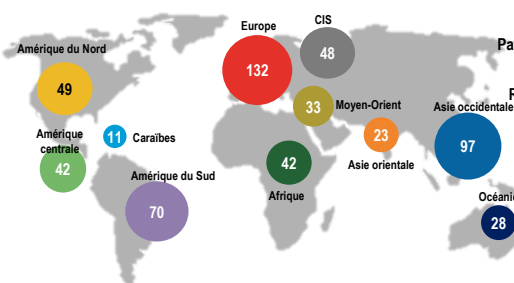 Europe
CIS
Amérique du Nord
48
132
49
33
Moyen-Orient
Asie occidentale
Amérique
centrale
11
Caraïbes
23
97
42
Asie orientale
42
Amérique du Sud
Afrique
70
28